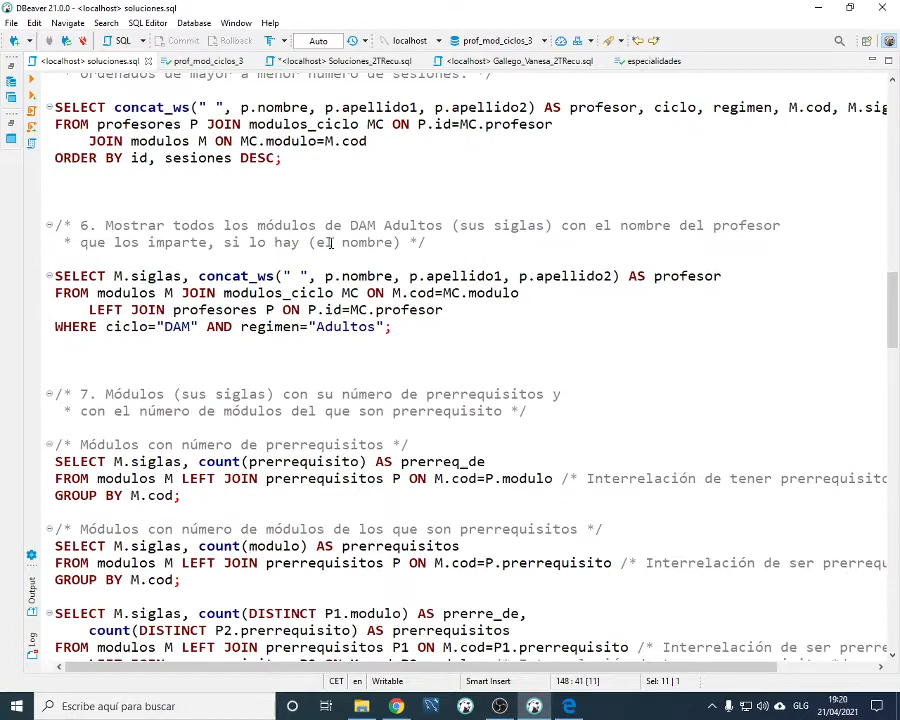 DBeaver 21.0.0 - <localhost> soluciones.sql
File Edit Navigate Search SQL Editor Database Window Help
SQL Commit Rollback Auto localhost prof_mod_ciclos_3
<localhost> soluciones.sql prof_mod_ciclos_3 *<localhost> Soluciones_2TRecu.sql <localhost> Gallego_Vanesa_2TRecu.sql especialidades
* ordenados de mayor a menor número de sesiones. */
SELECT concat_ws(" ", p.nombre, p.apellido1, p.apellido2) AS profesor, ciclo, regimen, M.cod, M.sig
FROM profesores P JOIN modulos_ciclo MC ON P.id=MC.profesor
JOIN modulos M ON MC.modulo=M.cod
ORDER BY id, sesiones DESC;
/* 6. Mostrar todos los módulos de DAM Adultos (sus siglas) con el nombre del profesor
* que los imparte, si lo hay (el nombre) */
SELECT M.siglas, concat_ws(" ", p.nombre, p.apellido1, p.apellido2) AS profesor
FROM modulos M JOIN modulos_ciclo MC ON M.cod=MC.modulo
LEFT JOIN profesores P ON P.id=MC.profesor
WHERE ciclo="DAM" AND regimen="Adultos";
/* 7. Módulos (sus siglas) con su número de prerrequisitos y
* con el número de módulos del que son prerrequisito */
/* Módulos con número de prerrequisitos */
SELECT M.siglas, count(prerrequisito) AS prerreq_de
FROM modulos M LEFT JOIN prerrequisitos P ON M.cod=P.modulo /* Interrelación de tener prerrequisito
GROUP BY M.cod;
/* Módulos con número de módulos de los que son prerrequisitos */
SELECT M.siglas, count(modulo) AS prerrequisitos
FROM modulos M LEFT JOIN prerrequisitos P ON M.cod=P.prerrequisito /* Interrelación de ser prerrequ
GROUP BY M.cod;
SELECT M.siglas, count(DISTINCT P1.modulo) AS prerre_de,
count(DISTINCT P2.prerrequisito) AS prerrequisitos
FROM modulos M LEFT JOIN prerrequisitos P1 ON M.cod=P1.prerrequisito /* Interrelación de ser prerre
Output
Log
CET en Writable Smart Insert 148 : 41 [11] Sel: 11 | 1
Escribe aquí para buscar
GLG
19:20
21/04/2021